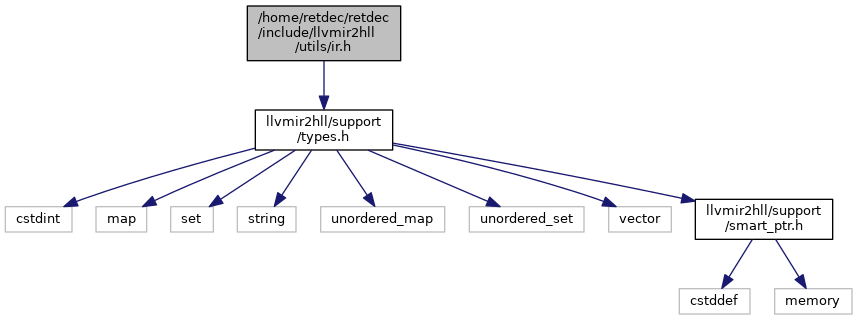 /home/retdec/retdec
/include/llvmir2hll
/utils/ir.h
llvmir2hll/support
/types.h
cstdint
map
set
string
unordered_map
unordered_set
vector
llvmir2hll/support
/smart_ptr.h
cstddef
memory